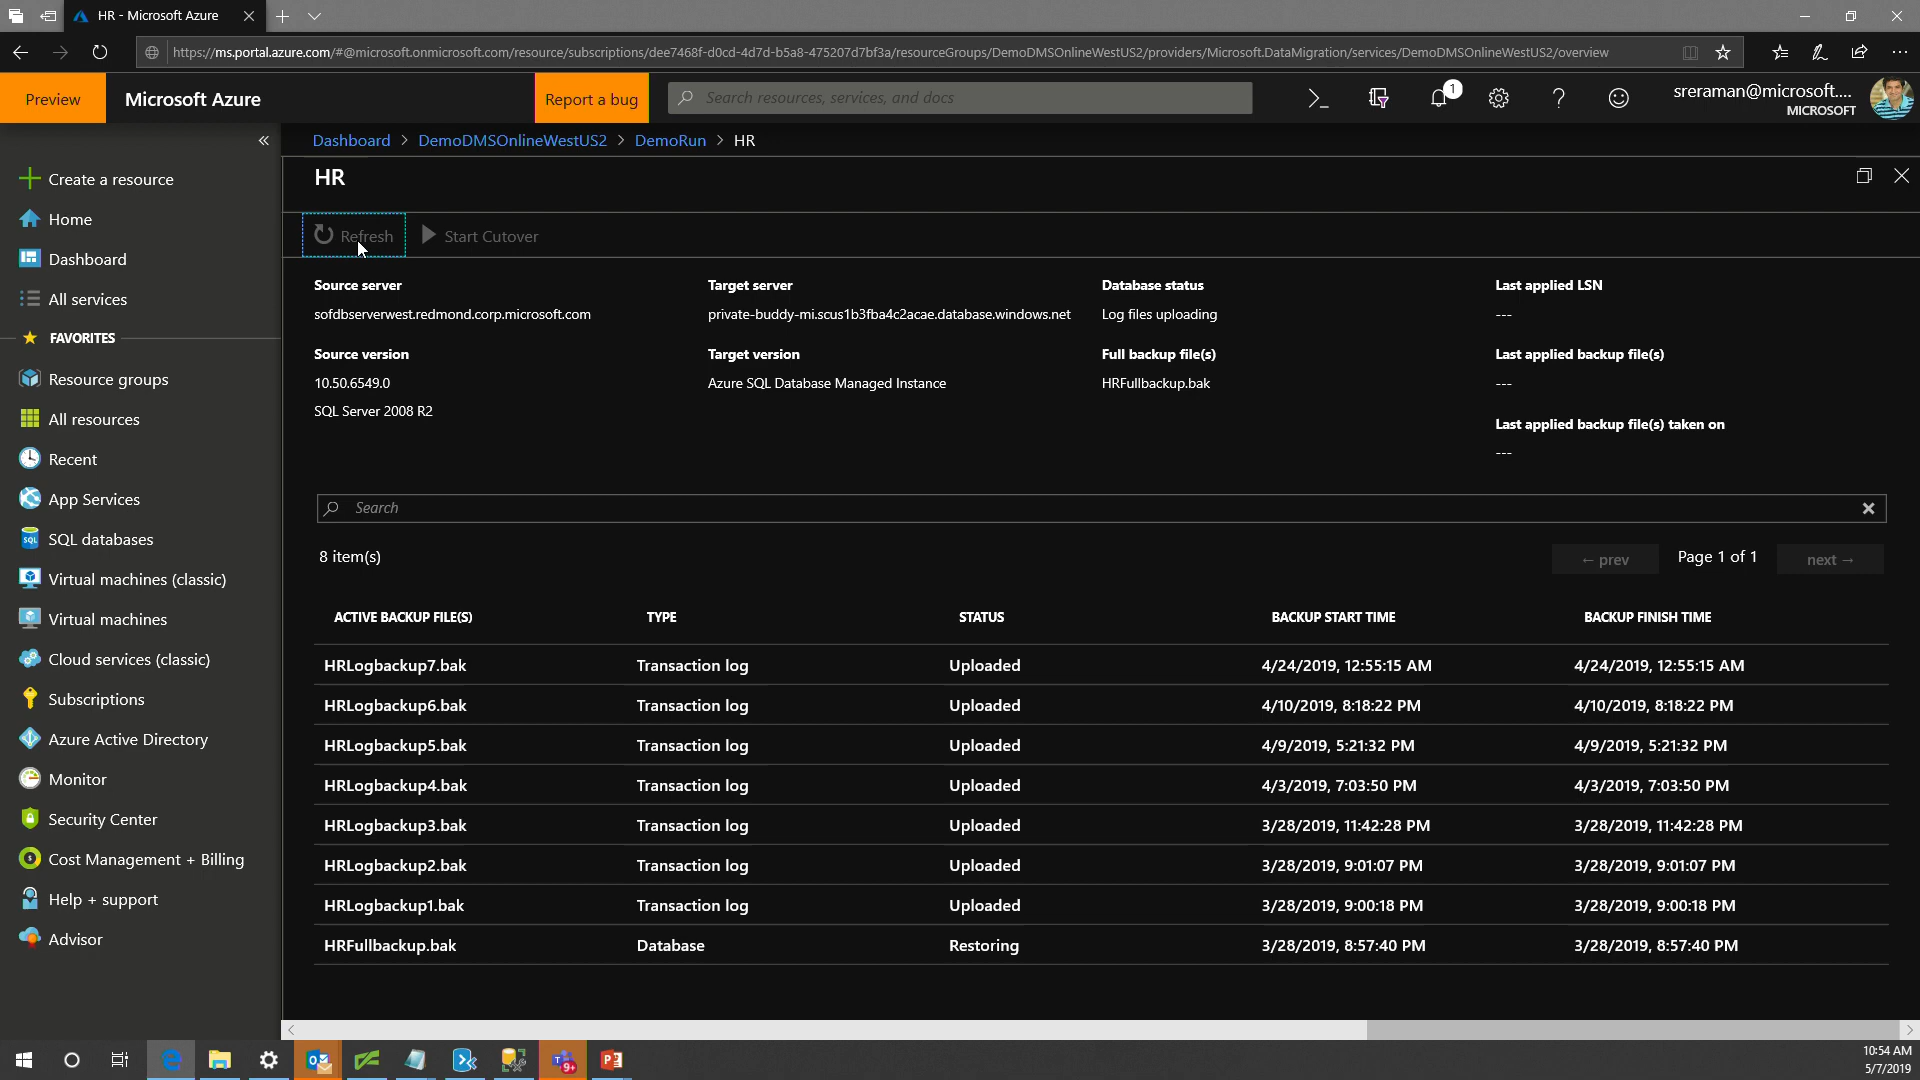 HR - Microsoft Azure
https://ms.portal.azure.com/#@microsoft.onmicrosoft.com/resource/subscriptions/dee7468f-d0cd-4d7d-b5a8-475207d7bf3a/resourceGroups/DemoDMSOnlineWestUS2/providers/Microsoft.DataMigration/services/DemoDMSOnlineWestUS2/overview
Preview
Microsoft Azure
Report a bug
Search resources, services, and docs
1
sreraman@microsoft....
MICROSOFT
Dashboard > DemoDMSOnlineWestUS2 > DemoRun > HR
Create a resource
Home
Dashboard
All services
FAVORITES
Resource groups
All resources
Recent
App Services
SQL databases
Virtual machines (classic)
Virtual machines
Cloud services (classic)
Subscriptions
Azure Active Directory
Monitor
Security Center
Cost Management + Billing
Help + support
Advisor
HR
Refresh Start Cutover
Source server
sofdbserverwest.redmond.corp.microsoft.com
Source version
10.50.6549.0
SQL Server 2008 R2
Target server
private-buddy-mi.scus1b3fba4c2acae.database.windows.net
Target version
Azure SQL Database Managed Instance
Database status
Log files uploading
Full backup file(s)
HRFullbackup.bak
Last applied LSN
---
Last applied backup file(s)
---
Last applied backup file(s) taken on
---
Search
8 item(s)
← prev Page 1 of 1 next →
ACTIVE BACKUP FILE(S) TYPE STATUS BACKUP START TIME BACKUP FINISH TIME
HRLogbackup7.bak Transaction log Uploaded 4/24/2019, 12:55:15 AM 4/24/2019, 12:55:15 AM
HRLogbackup6.bak Transaction log Uploaded 4/10/2019, 8:18:22 PM 4/10/2019, 8:18:22 PM
HRLogbackup5.bak Transaction log Uploaded 4/9/2019, 5:21:32 PM 4/9/2019, 5:21:32 PM
HRLogbackup4.bak Transaction log Uploaded 4/3/2019, 7:03:50 PM 4/3/2019, 7:03:50 PM
HRLogbackup3.bak Transaction log Uploaded 3/28/2019, 11:42:28 PM 3/28/2019, 11:42:28 PM
HRLogbackup2.bak Transaction log Uploaded 3/28/2019, 9:01:07 PM 3/28/2019, 9:01:07 PM
HRLogbackup1.bak Transaction log Uploaded 3/28/2019, 9:00:18 PM 3/28/2019, 9:00:18 PM
HRFullbackup.bak Database Restoring 3/28/2019, 8:57:40 PM 3/28/2019, 8:57:40 PM
9+
10:54 AM
5/7/2019